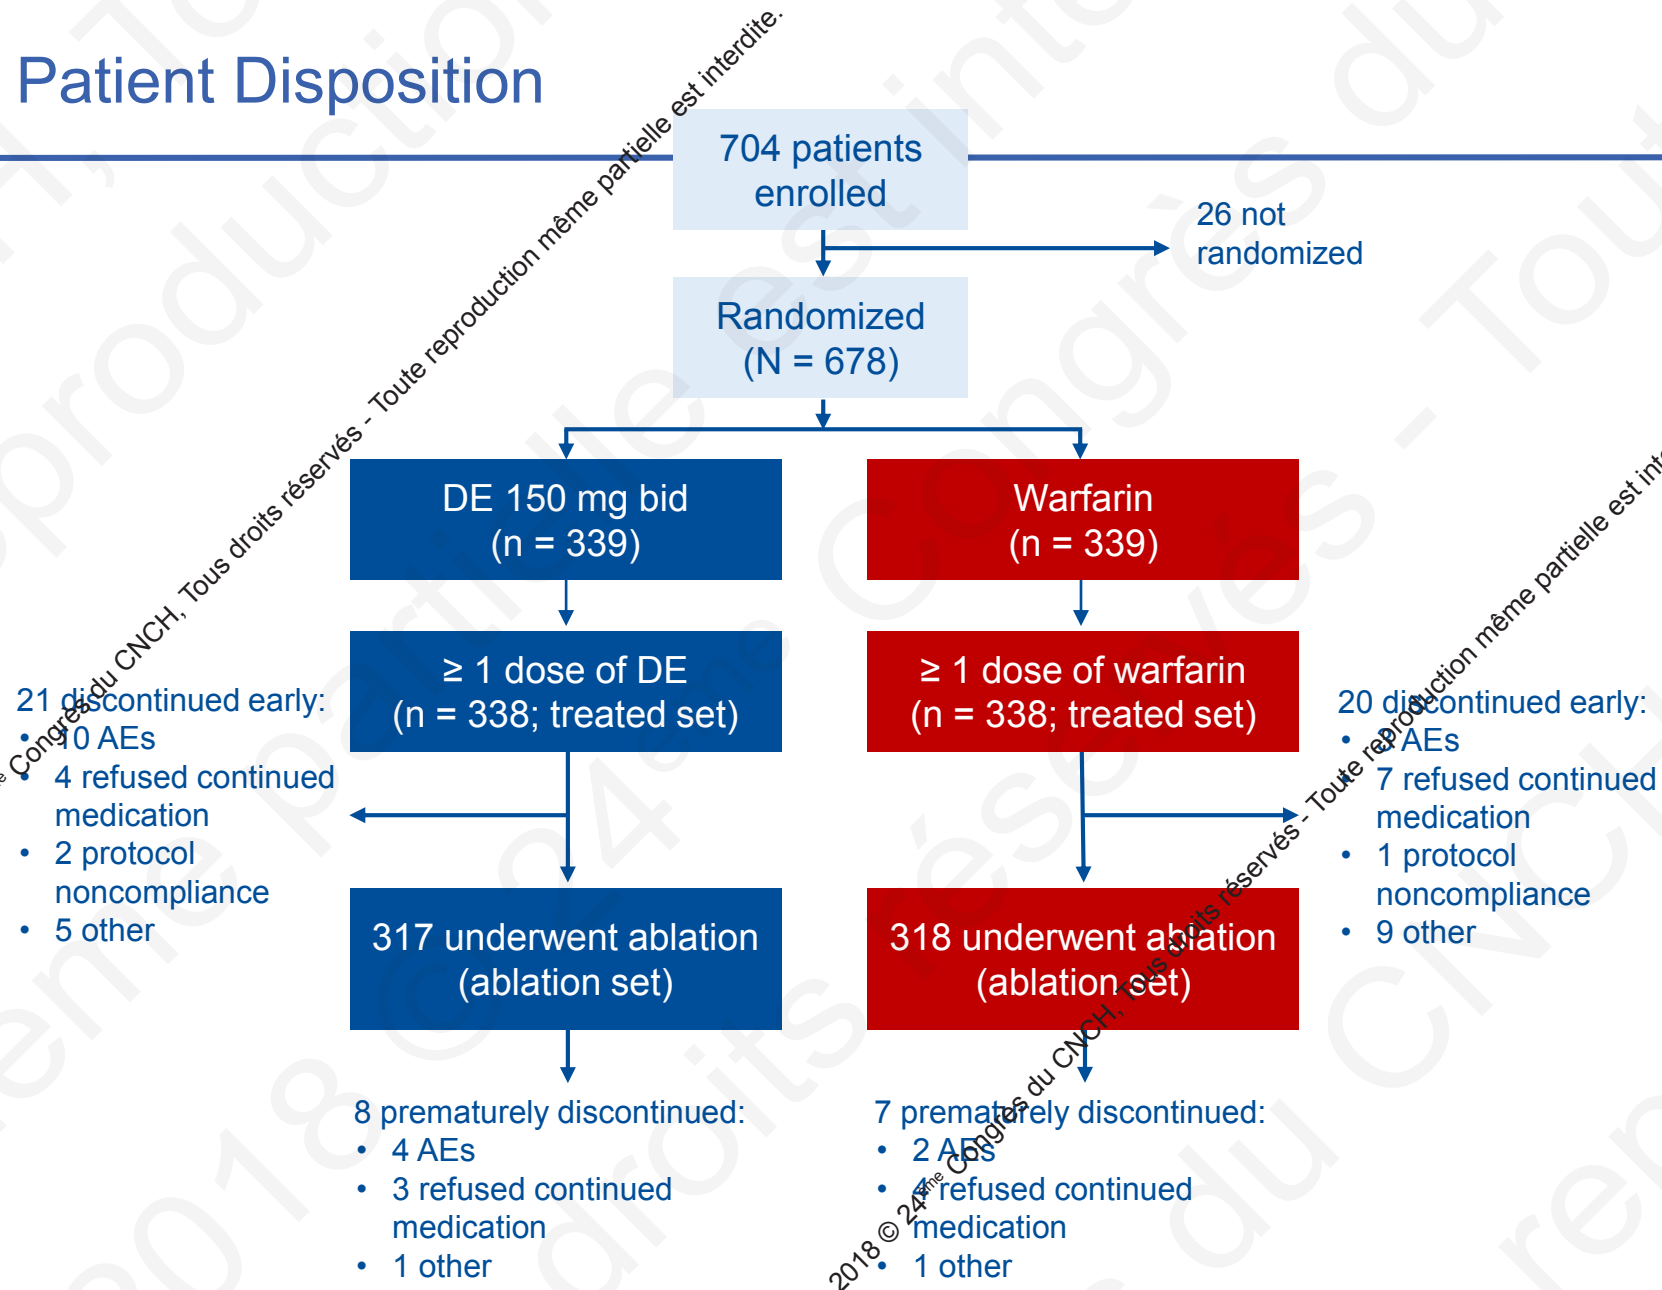 Patient Disposition
704 patients
enrolled
26 not
randomized
Randomized
(N = 678)
DE 150 mg bid
(n = 339)
Warfarin
(n = 339)
≥ 1 dose of DE
(n = 338; treated set)
≥ 1 dose of warfarin
(n = 338; treated set)
21 discontinued early:
• 10 AEs
• 4 refused continued
medication
• 2 protocol
noncompliance
• 5 other
20 discontinued early:
• AEs
• 7 refused continued
medication
• 1 protocol
noncompliance
• 9 other
317 underwent ablation
(ablation set)
318 underwent ablation
(ablation set)
8 prematurely discontinued:
• 4 AEs
• 3 refused continued
medication
• 1 other
7 prematurely discontinued:
• 2 AEs
• 4 refused continued
medication
• 1 other
Congrès du CNCH, Tous droits réservés - Toute reproduction même partielle est interdite.
2018 © 24ème Congrès du CNCH, Tous droits réservés - Toute reproduction même partielle est inte